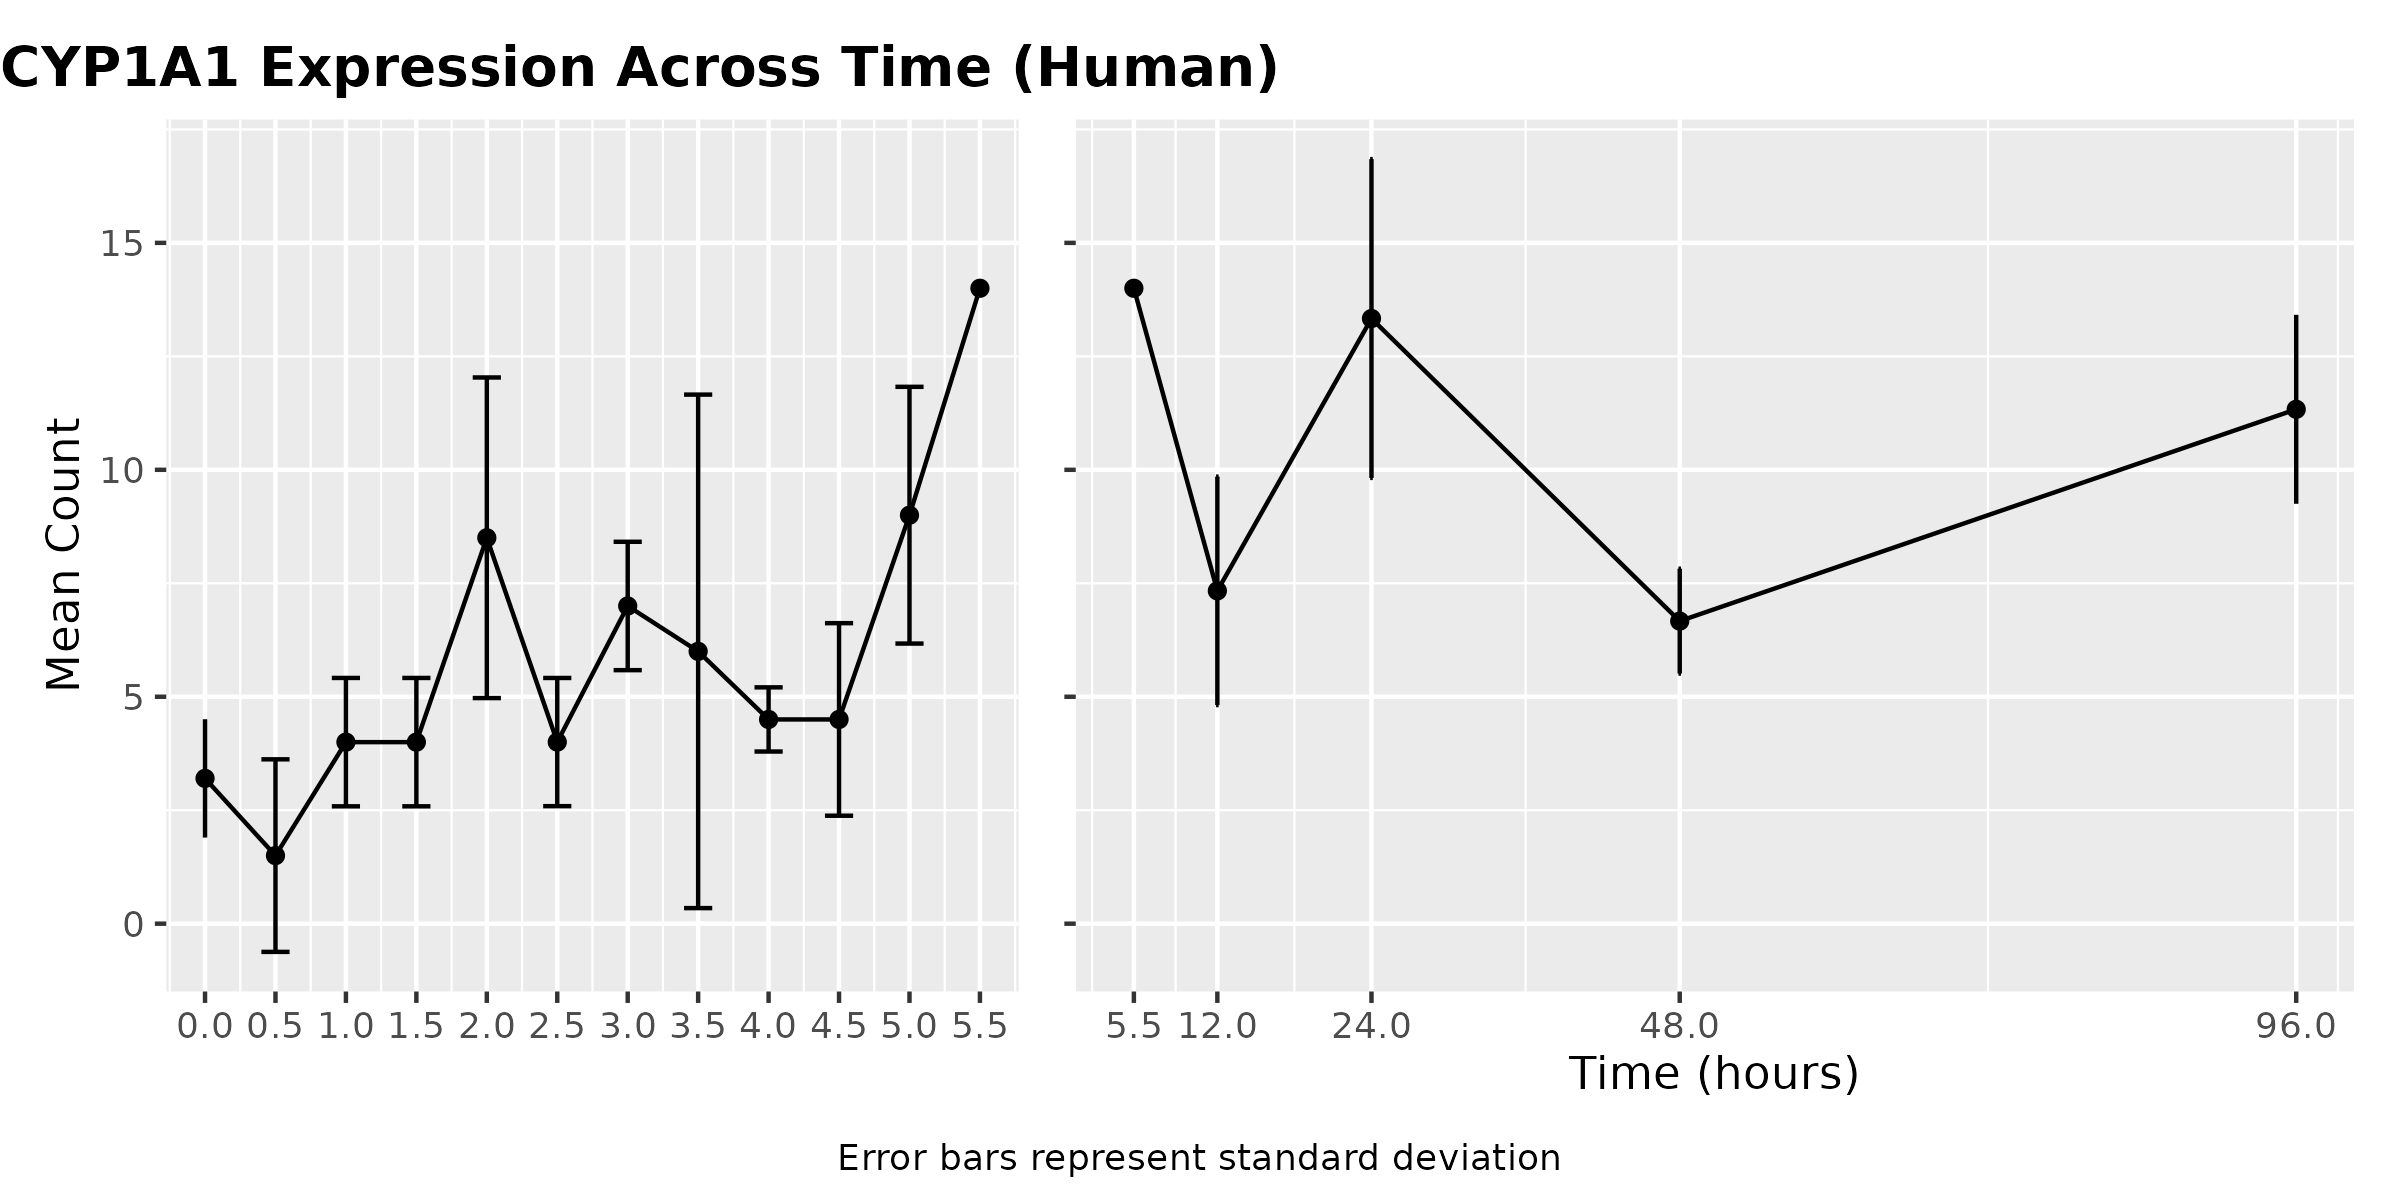 CYP1A1 Expression Across Time (Human)
Mean Count
15
10
5
0
0.0 0.5 1.0 1.5 2.0 2.5 3.0 3.5 4.0 4.5 5.0 5.5
5.5 12.0 24.0 48.0 96.0
Time (hours)
Error bars represent standard deviation